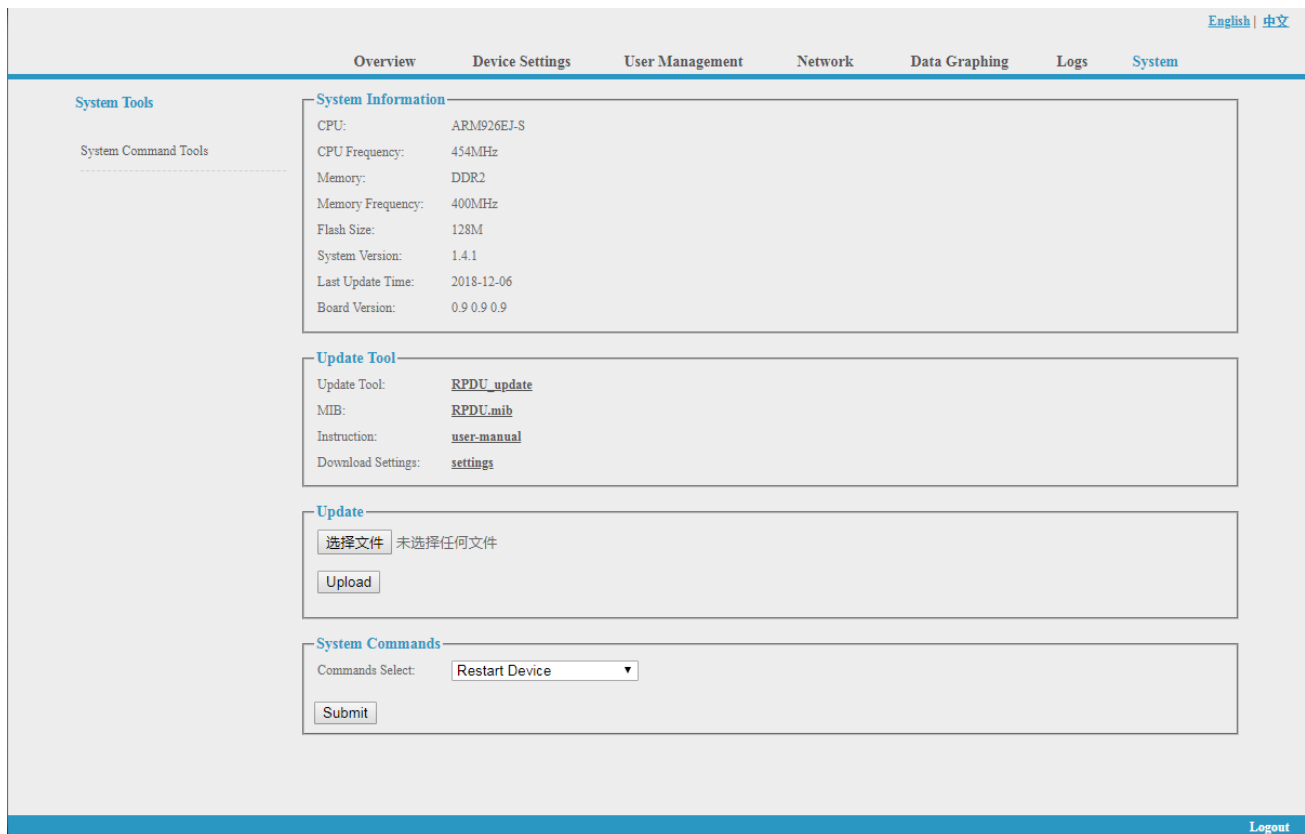 English | 中文
Overview Device Settings User Management Network Data Graphing Logs System
System Tools
System Command Tools
System Information
CPU: ARM926EJ-S
CPU Frequency: 454MHz
Memory: DDR2
Memory Frequency: 400MHz
Flash Size: 128M
System Version: 1.4.1
Last Update Time: 2018-12-06
Board Version: 0.9 0.9 0.9
Update Tool
Update Tool: RPDU_update
MIB: RPDU.mib
Instruction: user-manual
Download Settings: settings
Update
选择文件 未选择任何文件
Upload
System Commands
Commands Select: Restart Device
Submit
Logout